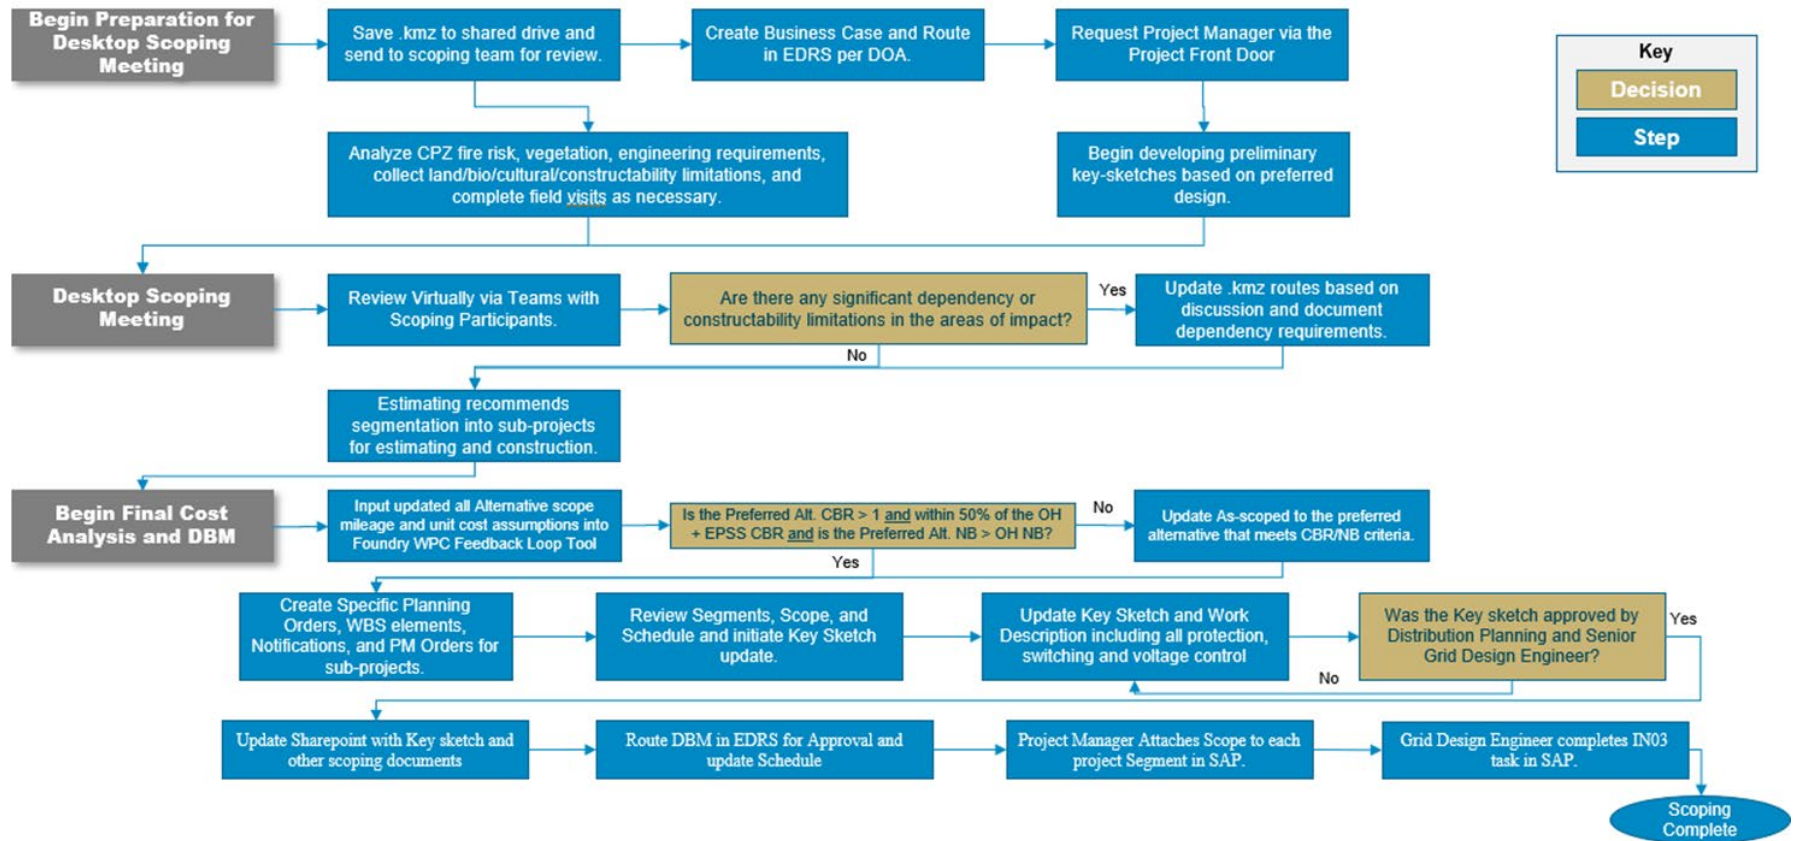 Begin Preparation for
Desktop Scoping
Meeting
Save .kmz to shared drive and
send to scoping team for review.
Create Business Case and Route
in EDRS per DOA.
Request Project Manager via the
Project Front Door
Key
Decision
Step
Analyze CPZ fire risk, vegetation, engineering requirements,
collect land/bio/cultural/constructability limitations, and
complete field visits as necessary.
Begin developing preliminary
key-sketches based on preferred
design.
Desktop Scoping
Meeting
Review Virtually via Teams with
Scoping Participants.
Are there any significant dependency or
constructability limitations in the areas of impact?
Yes
Update .kmz routes based on
discussion and document
dependency requirements.
No
Estimating recommends
segmentation into sub-projects
for estimating and construction.
Begin Final Cost
Analysis and DBM
Input updated all Alternative scope
mileage and unit cost assumptions into
Foundry WPC Feedback Loop Tool
Is the Preferred Alt. CBR > 1 and within 50% of the OH
+ EPSS CBR and is the Preferred Alt. NB > OH NB?
No
Update As-scoped to the preferred
alternative that meets CBR/NB criteria.
Yes
Create Specific Planning
Orders, WBS elements,
Notifications, and PM Orders for
sub-projects.
Review Segments, Scope, and
Schedule and initiate Key Sketch
update.
Update Key Sketch and Work
Description including all protection,
switching and voltage control
Was the Key sketch approved by
Distribution Planning and Senior
Grid Design Engineer?
Yes
No
Update Sharepoint with Key sketch and
other scoping documents
Route DBM in EDRS for Approval and
update Schedule
Project Manager Attaches Scope to each
project Segment in SAP.
Grid Design Engineer completes IN03
task in SAP.
Scoping
Complete